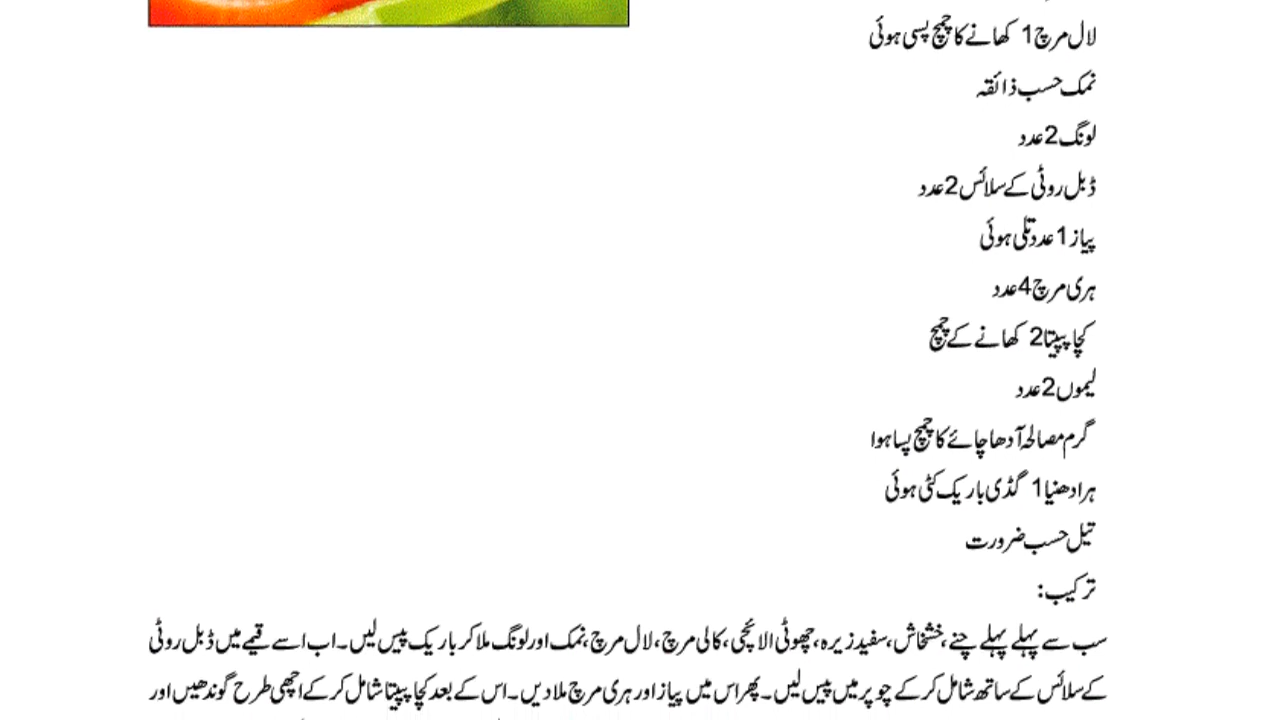 لال مرچ 1 کھانے کا چمچ پسی ہوئی
نمک حسب ذائقہ
لونگ 2 عدد
ڈبل روٹی کے سلائس 2 عدد
پیاز 1 عدد تلی ہوئی
ہری مرچ 4 عدد
کچا پپیتا 2 کھانے کے چمچ
لیموں 2 عدد
گرم مصالحہ آدھا چائے کا چمچ پسا ہوا
ہرا دھنیا 1 گڈی باریک کٹی ہوئی
تیل حسب ضرورت
ترکیب:
سب سے پہلے پہلے چنے، خشخاش، سفید زیرہ، چھوٹی الائچی، کالی مرچ، لال مرچ، نمک اور لونگ ملا کر باریک پیس لیں۔ اب اسے قیمے میں ڈبل روٹی
کے سلائس کے ساتھ شامل کر کے چوپر میں پیس لیں۔ پھر اس میں پیاز اور ہری مرچ ملا دیں۔ اس کے بعد کچا پپیتا شامل کر کے اچھی طرح گوندھیں اور